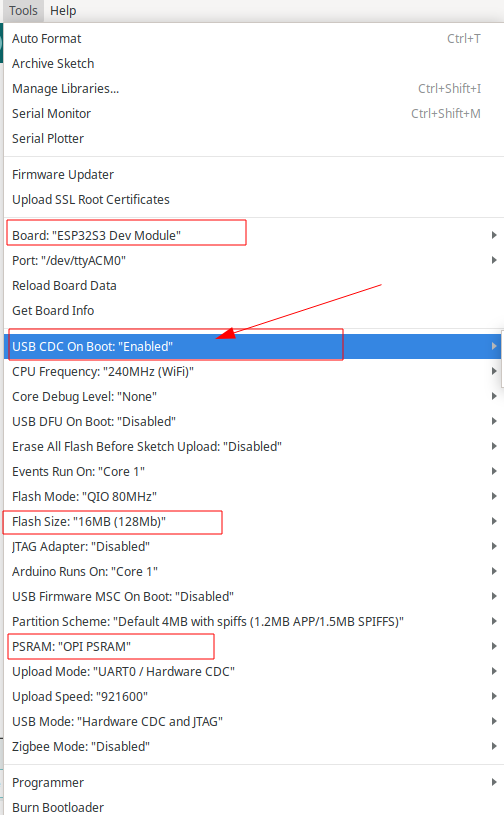 Tools Help
Auto Format Ctrl+T
Archive Sketch
Manage Libraries... Ctrl+Shift+I
Serial Monitor Ctrl+Shift+M
Serial Plotter
Firmware Updater
Upload SSL Root Certificates
Board: "ESP32S3 Dev Module"
Port: "/dev/ttyACM0"
Reload Board Data
Get Board Info
USB CDC On Boot: "Enabled"
CPU Frequency: "240MHz (WiFi)"
Core Debug Level: "None"
USB DFU On Boot: "Disabled"
Erase All Flash Before Sketch Upload: "Disabled"
Events Run On: "Core 1"
Flash Mode: "QIO 80MHz"
Flash Size: "16MB (128Mb)"
JTAG Adapter: "Disabled"
Arduino Runs On: "Core 1"
USB Firmware MSC On Boot: "Disabled"
Partition Scheme: "Default 4MB with spiffs (1.2MB APP/1.5MB SPIFFS)"
PSRAM: "OPI PSRAM"
Upload Mode: "UART0 / Hardware CDC"
Upload Speed: "921600"
USB Mode: "Hardware CDC and JTAG"
Zigbee Mode: "Disabled"
Programmer
Burn Bootloader